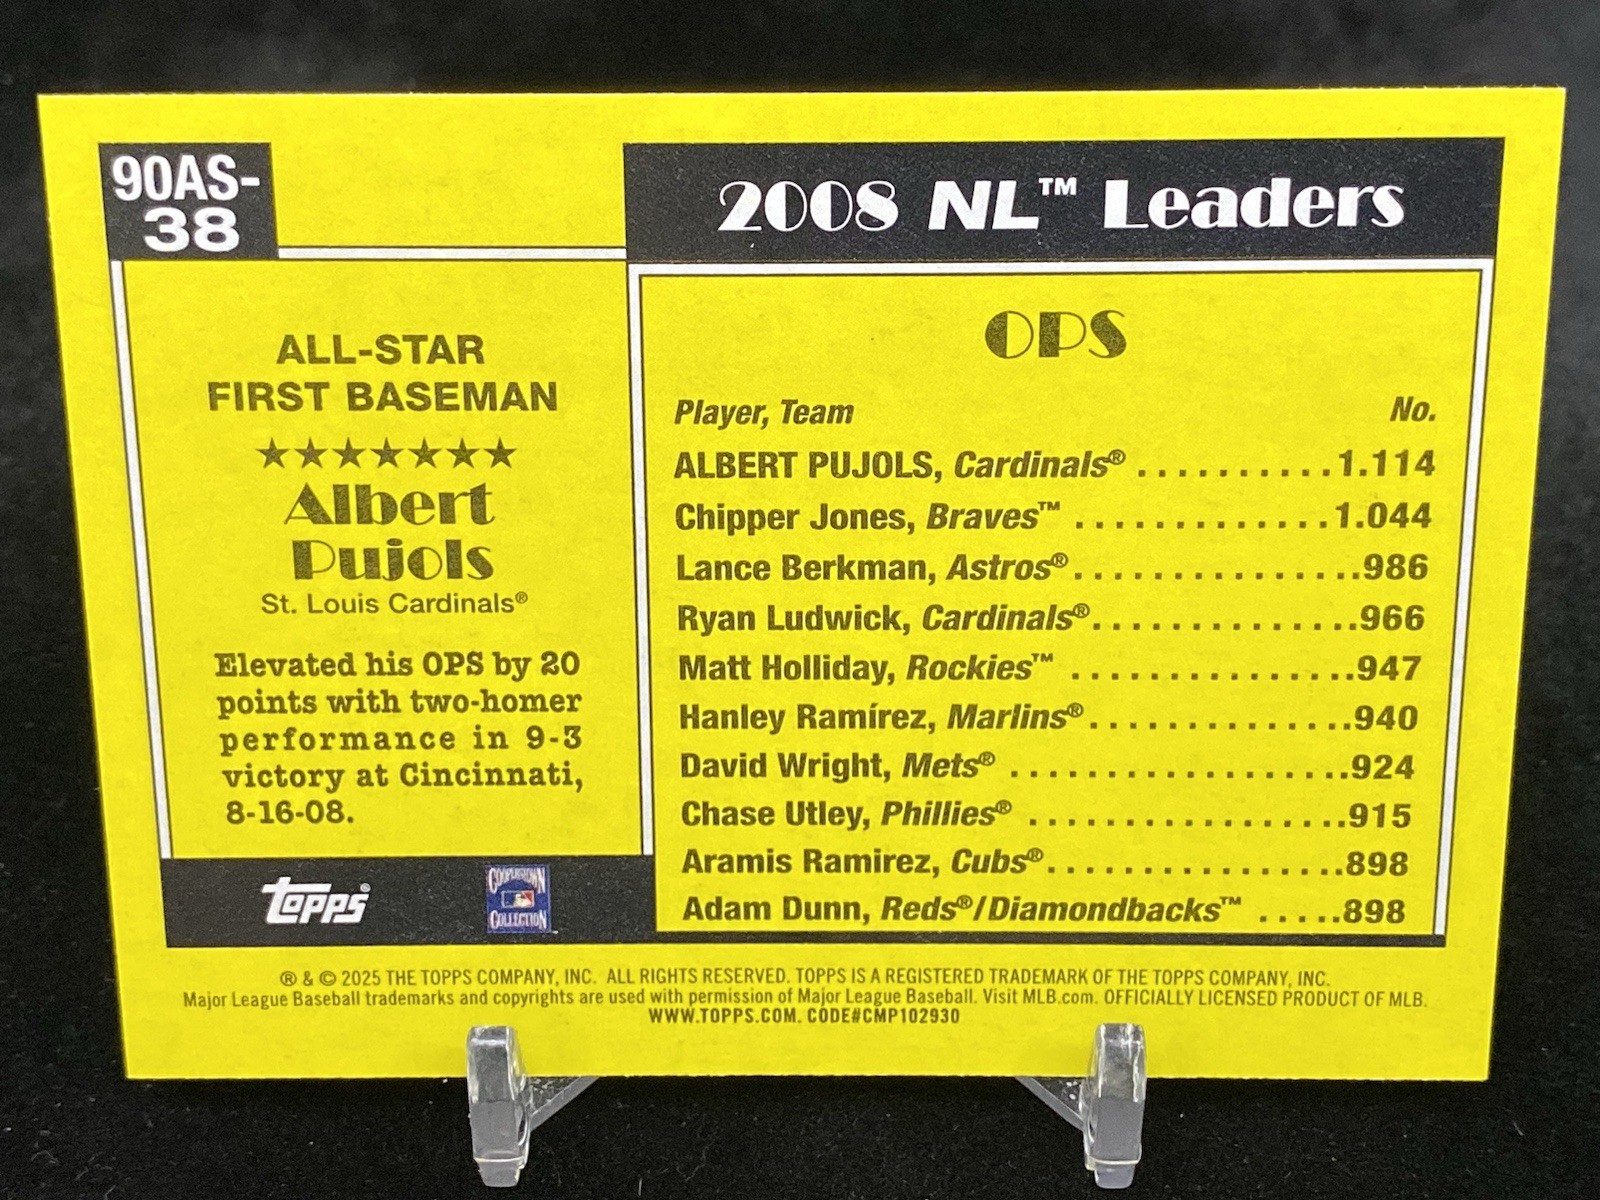 90AS-
38
ALL-STAR
FIRST BASEMAN
★★★★★★★
Albert
Pujols
St. Louis Cardinals®
Elevated his OPS by 20
points with two-homer
performance in 9-3
victory at Cincinnati,
8-16-08.
topps®
COOPERSTOWN
COLLECTION
2008 NL™ Leaders
OPS
Player, Team No.
ALBERT PUJOLS, Cardinals® . . . . . . . . . . 1.114
Chipper Jones, Braves™ . . . . . . . . . . . . . 1.044
Lance Berkman, Astros® . . . . . . . . . . . . . . .986
Ryan Ludwick, Cardinals® . . . . . . . . . . . . . .966
Matt Holliday, Rockies™ . . . . . . . . . . . . . . .947
Hanley Ramírez, Marlins® . . . . . . . . . . . . . .940
David Wright, Mets® . . . . . . . . . . . . . . . . . .924
Chase Utley, Phillies® . . . . . . . . . . . . . . . . .915
Aramis Ramirez, Cubs® . . . . . . . . . . . . . . . .898
Adam Dunn, Reds®/Diamondbacks™ . . . . .898
® & © 2025 THE TOPPS COMPANY, INC. ALL RIGHTS RESERVED. TOPPS IS A REGISTERED TRADEMARK OF THE TOPPS COMPANY, INC.
Major League Baseball trademarks and copyrights are used with permission of Major League Baseball. Visit MLB.com. OFFICIALLY LICENSED PRODUCT OF MLB.
WWW.TOPPS.COM. CODE#CMP102930